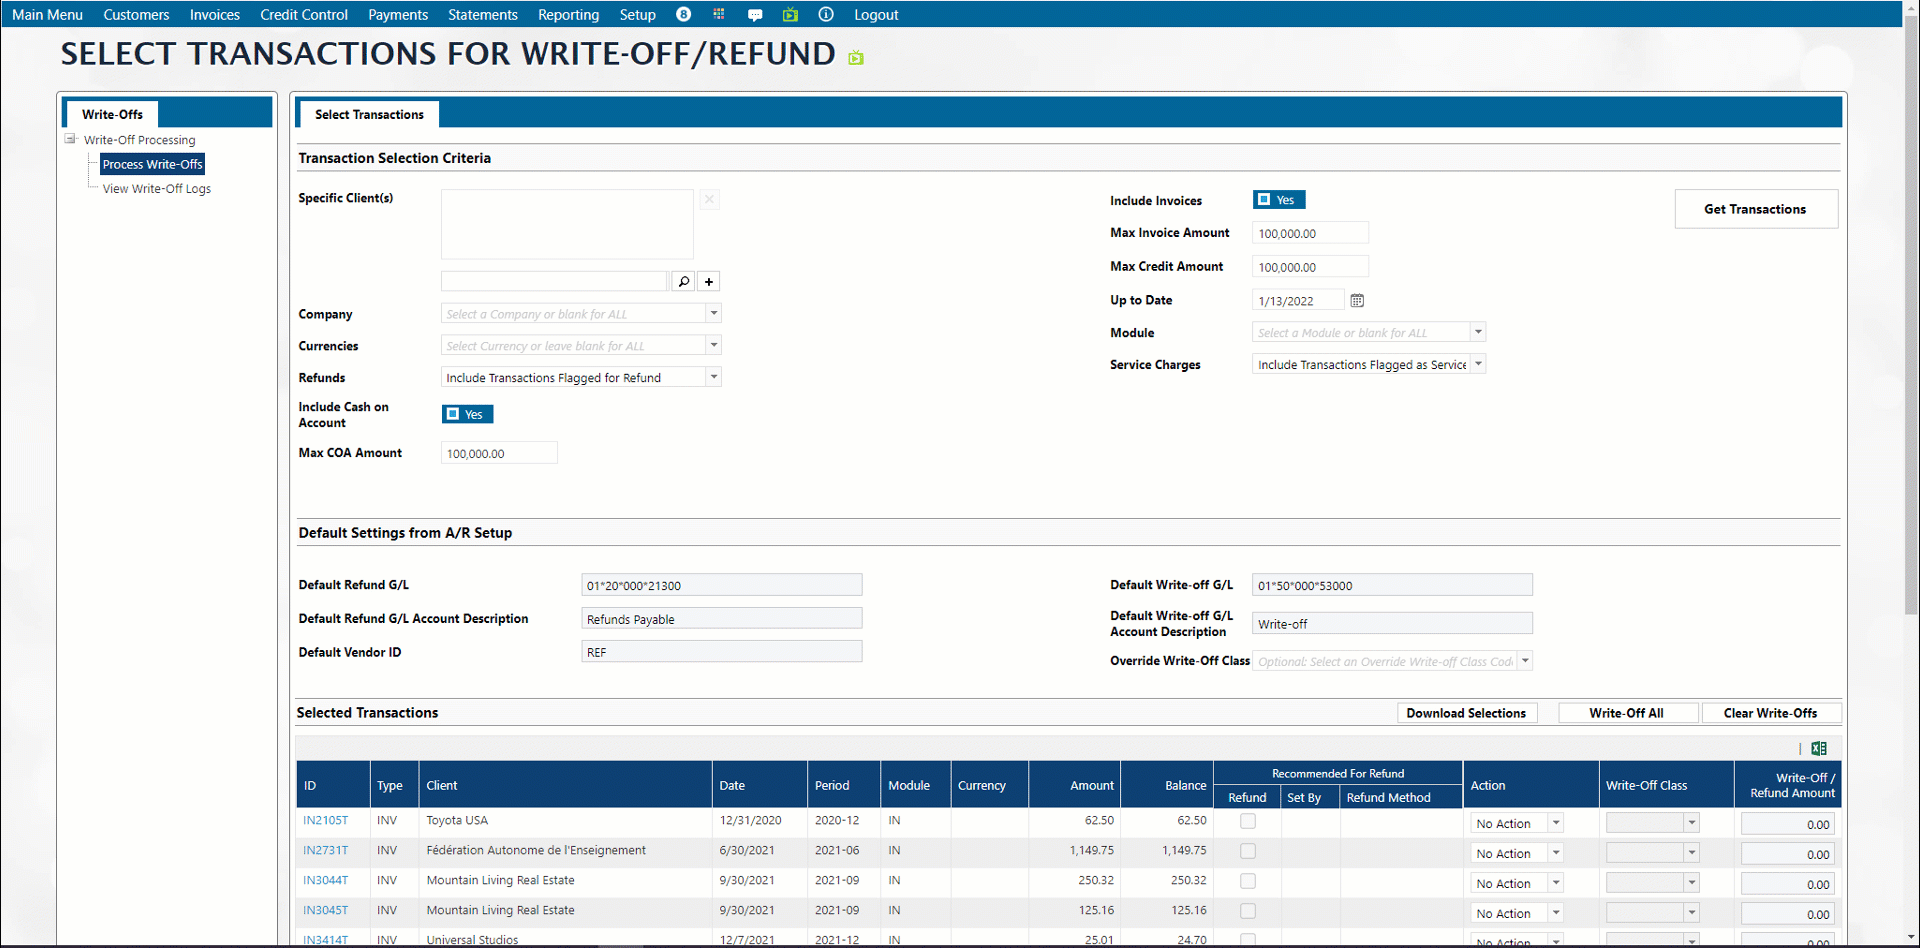 Main Menu Customers Invoices Credit Control Payments Statements Reporting Setup 8 Logout
SELECT TRANSACTIONS FOR WRITE-OFF/REFUND
Write-Offs
Write-Off Processing
Process Write-Offs
View Write-Off Logs
Select Transactions
Transaction Selection Criteria
Specific Client(s)
Company Select a Company or blank for ALL
Currencies Select Currency or leave blank for ALL
Refunds Include Transactions Flagged for Refund
Include Cash on
Account
Yes
Max COA Amount 100,000.00
Include Invoices Yes
Max Invoice Amount 100,000.00
Max Credit Amount 100,000.00
Up to Date 1/13/2022
Module Select a Module or blank for ALL
Service Charges Include Transactions Flagged as Service
Get Transactions
Default Settings from A/R Setup
Default Refund G/L 01*20*000*21300
Default Refund G/L Account Description Refunds Payable
Default Vendor ID REF
Default Write-off G/L 01*50*000*53000
Default Write-off G/L
Account Description
Write-off
Override Write-Off Class Optional: Select an Override Write-off Class Code
Selected Transactions Download Selections Write-Off All Clear Write-Offs
ID Type Client Date Period Module Currency Amount Balance Recommended For Refund Refund Set By Refund Method Action Write-Off Class Write-Off / Refund Amount
IN2105T INV Toyota USA 12/31/2020 2020-12 IN 62.50 62.50 No Action 0.00
IN2731T INV Fédération Autonome de l'Enseignement 6/30/2021 2021-06 IN 1,149.75 1,149.75 No Action 0.00
IN3044T INV Mountain Living Real Estate 9/30/2021 2021-09 IN 250.32 250.32 No Action 0.00
IN3045T INV Mountain Living Real Estate 9/30/2021 2021-09 IN 125.16 125.16 No Action 0.00
IN3414T INV Universal Studios 12/7/2021 2021-12 IN 25.01 24.70 No Action 0.00